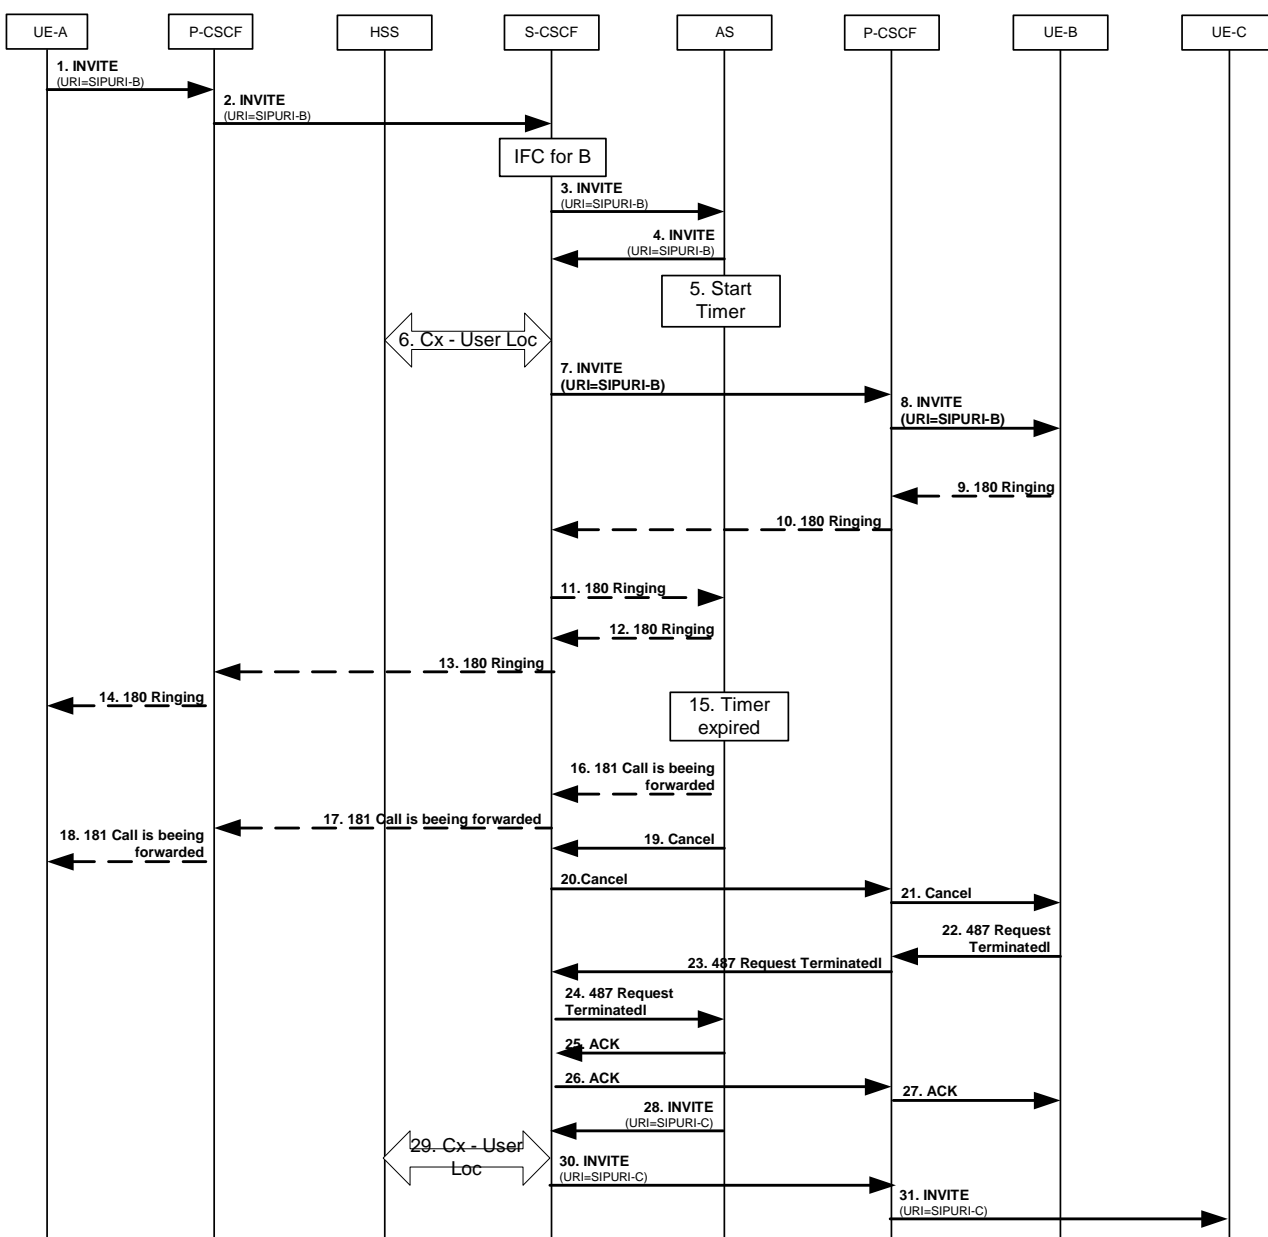 UE-A
P-CSCF
HSS
S-CSCF
AS
P-CSCF
UE-B
UE-C
1. INVITE
(URI=SIPURI-B)
2. INVITE
(URI=SIPURI-B)
IFC for B
3. INVITE
(URI=SIPURI-B)
4. INVITE
(URI=SIPURI-B)
5. Start
Timer
6. Cx - User Loc
7. INVITE
(URI=SIPURI-B)
8. INVITE
(URI=SIPURI-B)
9. 180 Ringing
10. 180 Ringing
11. 180 Ringing
12. 180 Ringing
13. 180 Ringing
14. 180 Ringing
15. Timer
expired
16. 181 Call is beeing
forwarded
17. 181 Call is beeing forwarded
18. 181 Call is beeing
forwarded
19. Cancel
20.Cancel
21. Cancel
22. 487 Request
TerminatedI
23. 487 Request TerminatedI
24. 487 Request
TerminatedI
25. ACK
26. ACK
27. ACK
28. INVITE
(URI=SIPURI-C)
29. Cx - User
Loc
30. INVITE
(URI=SIPURI-C)
31. INVITE
(URI=SIPURI-C)